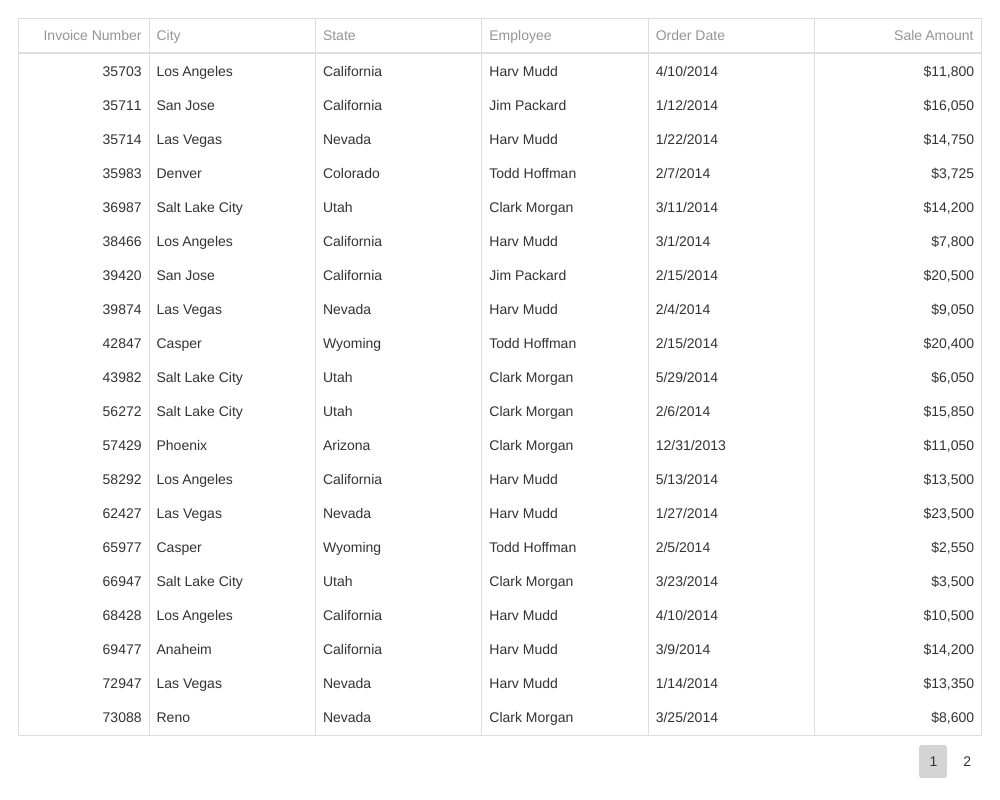 Invoice Number City State Employee Order Date Sale Amount
35703 Los Angeles California Harv Mudd 4/10/2014 $11,800
35711 San Jose California Jim Packard 1/12/2014 $16,050
35714 Las Vegas Nevada Harv Mudd 1/22/2014 $14,750
35983 Denver Colorado Todd Hoffman 2/7/2014 $3,725
36987 Salt Lake City Utah Clark Morgan 3/11/2014 $14,200
38466 Los Angeles California Harv Mudd 3/1/2014 $7,800
39420 San Jose California Jim Packard 2/15/2014 $20,500
39874 Las Vegas Nevada Harv Mudd 2/4/2014 $9,050
42847 Casper Wyoming Todd Hoffman 2/15/2014 $20,400
43982 Salt Lake City Utah Clark Morgan 5/29/2014 $6,050
56272 Salt Lake City Utah Clark Morgan 2/6/2014 $15,850
57429 Phoenix Arizona Clark Morgan 12/31/2013 $11,050
58292 Los Angeles California Harv Mudd 5/13/2014 $13,500
62427 Las Vegas Nevada Harv Mudd 1/27/2014 $23,500
65977 Casper Wyoming Todd Hoffman 2/5/2014 $2,550
66947 Salt Lake City Utah Clark Morgan 3/23/2014 $3,500
68428 Los Angeles California Harv Mudd 4/10/2014 $10,500
69477 Anaheim California Harv Mudd 3/9/2014 $14,200
72947 Las Vegas Nevada Harv Mudd 1/14/2014 $13,350
73088 Reno Nevada Clark Morgan 3/25/2014 $8,600
1 2